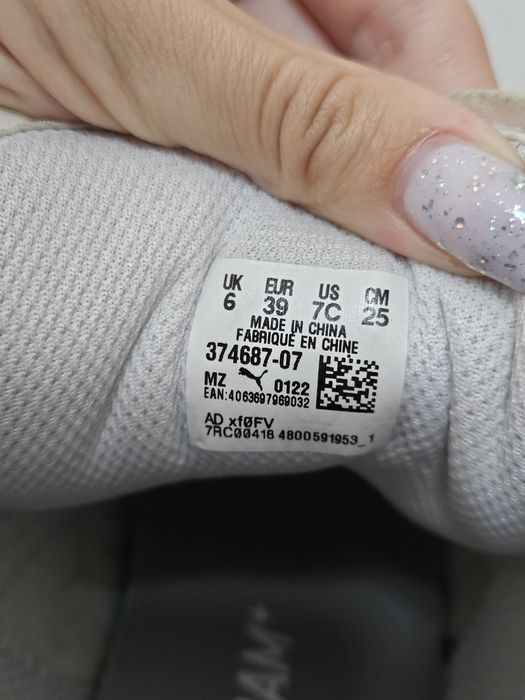 UK EUR US CM
6 39 7C 25
MADE IN CHINA
FABRIQUÉ EN CHINE
374687-07
MZ 0122
EAN:4063697969032
AD xf0FV
7RC00418 4800591953_1
AM+